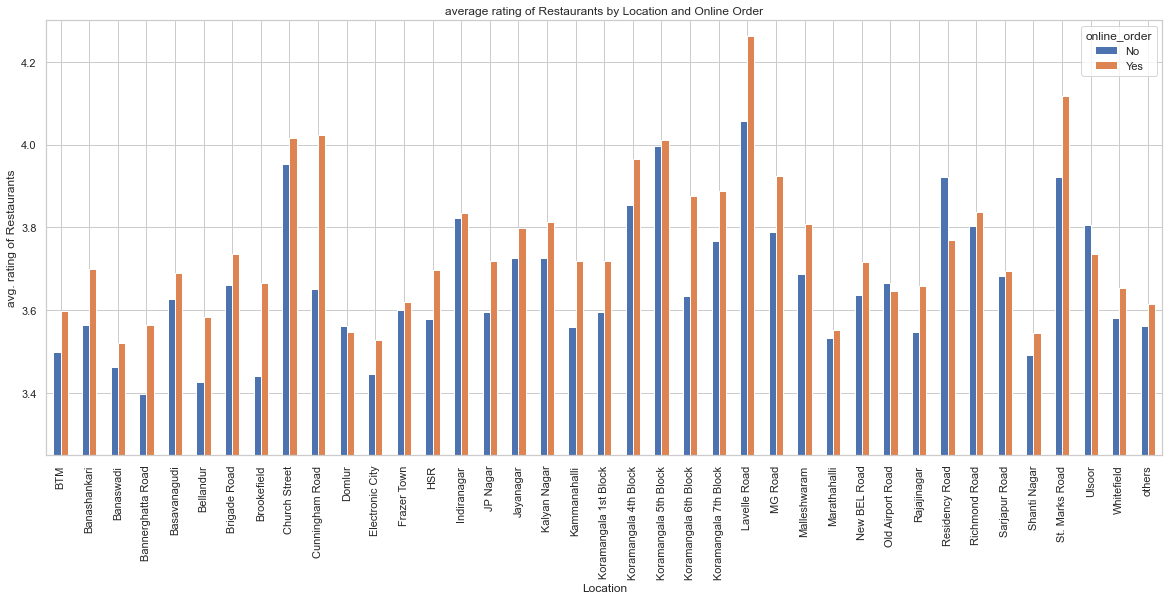 average rating of Restaurants by Location and Online Order
online_order
No
Yes
avg. rating of Restaurants
4.2
4.0
3.8
3.6
3.4
BTM
Banashankari
Banaswadi
Bannerghatta Road
Basavanagudi
Bellandur
Brigade Road
Brookefield
Church Street
Cunningham Road
Domlur
Electronic City
Frazer Town
HSR
Indiranagar
JP Nagar
Jayanagar
Kalyan Nagar
Kammanahalli
Koramangala 1st Block
Koramangala 4th Block
Koramangala 5th Block
Koramangala 6th Block
Koramangala 7th Block
Lavelle Road
MG Road
Malleshwaram
Marathahalli
New BEL Road
Old Airport Road
Rajajinagar
Residency Road
Richmond Road
Sarjapur Road
Shanti Nagar
St. Marks Road
Ulsoor
Whitefield
others
Location